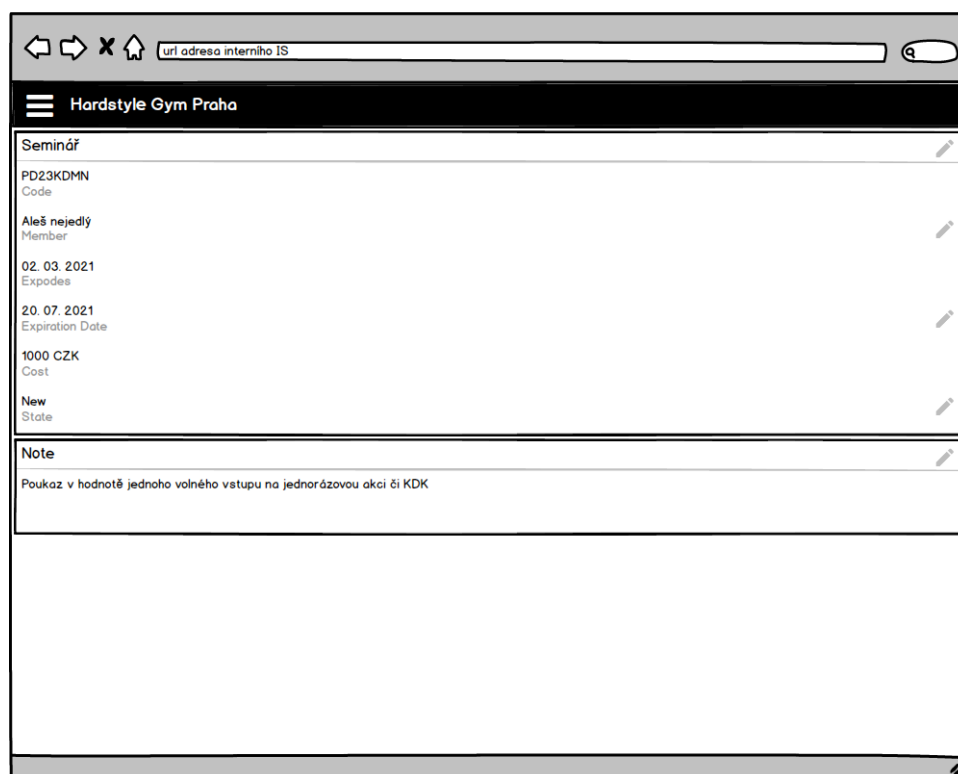 url adresa interního IS
Hardstyle Gym Praha
Seminář
PD23KDMN
Code
Aleš nejedlý
Member
02. 03. 2021
Expodes
20. 07. 2021
Expiration Date
1000 CZK
Cost
New
State
Note
Poukaz v hodnotě jednoho volného vstupu na jednorázovou akci či KDK